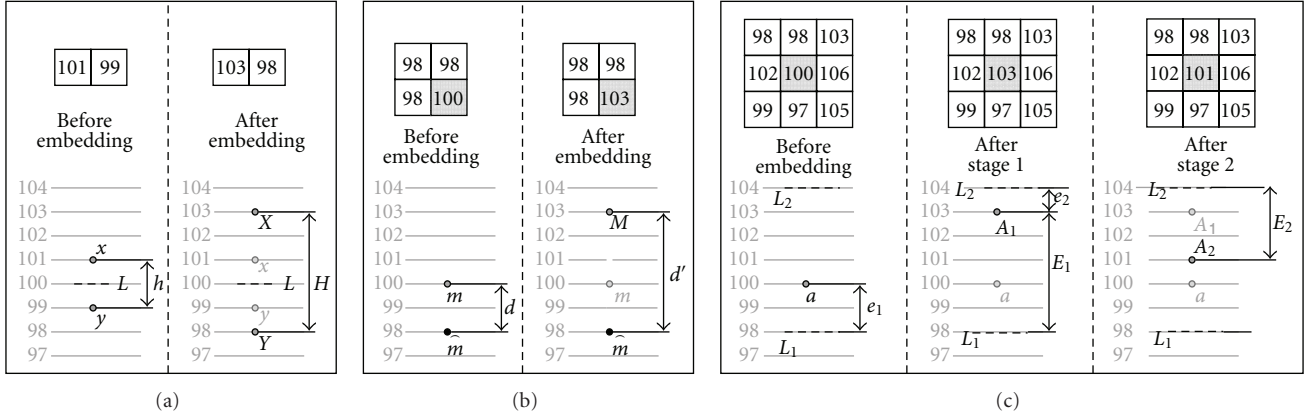 101 99
Before
embedding
104
103
102
101
100
99
98
97
x
L
h
y
103 98
After
embedding
104
103
102
101
100
99
98
97
X
x
L
H
y
Y
(a)
98 98
98 100
Before
embedding
104
103
102
101
100
99
98
97
m
d
m̂
98 98
98 103
After
embedding
104
103
102
101
100
99
98
97
M
m
d′
m̂
(b)
98 98 103
102 100 106
99 97 105
Before
embedding
104
103
102
101
100
99
98
97
L2
a
e1
L1
98 98 103
102 103 106
99 97 105
After
stage 1
104
103
102
101
100
99
98
97
L2
e2
A1
E1
a
L1
98 98 103
102 101 106
99 97 105
After
stage 2
104
103
102
101
100
99
98
97
L2
A1
E2
A2
a
L1
(c)